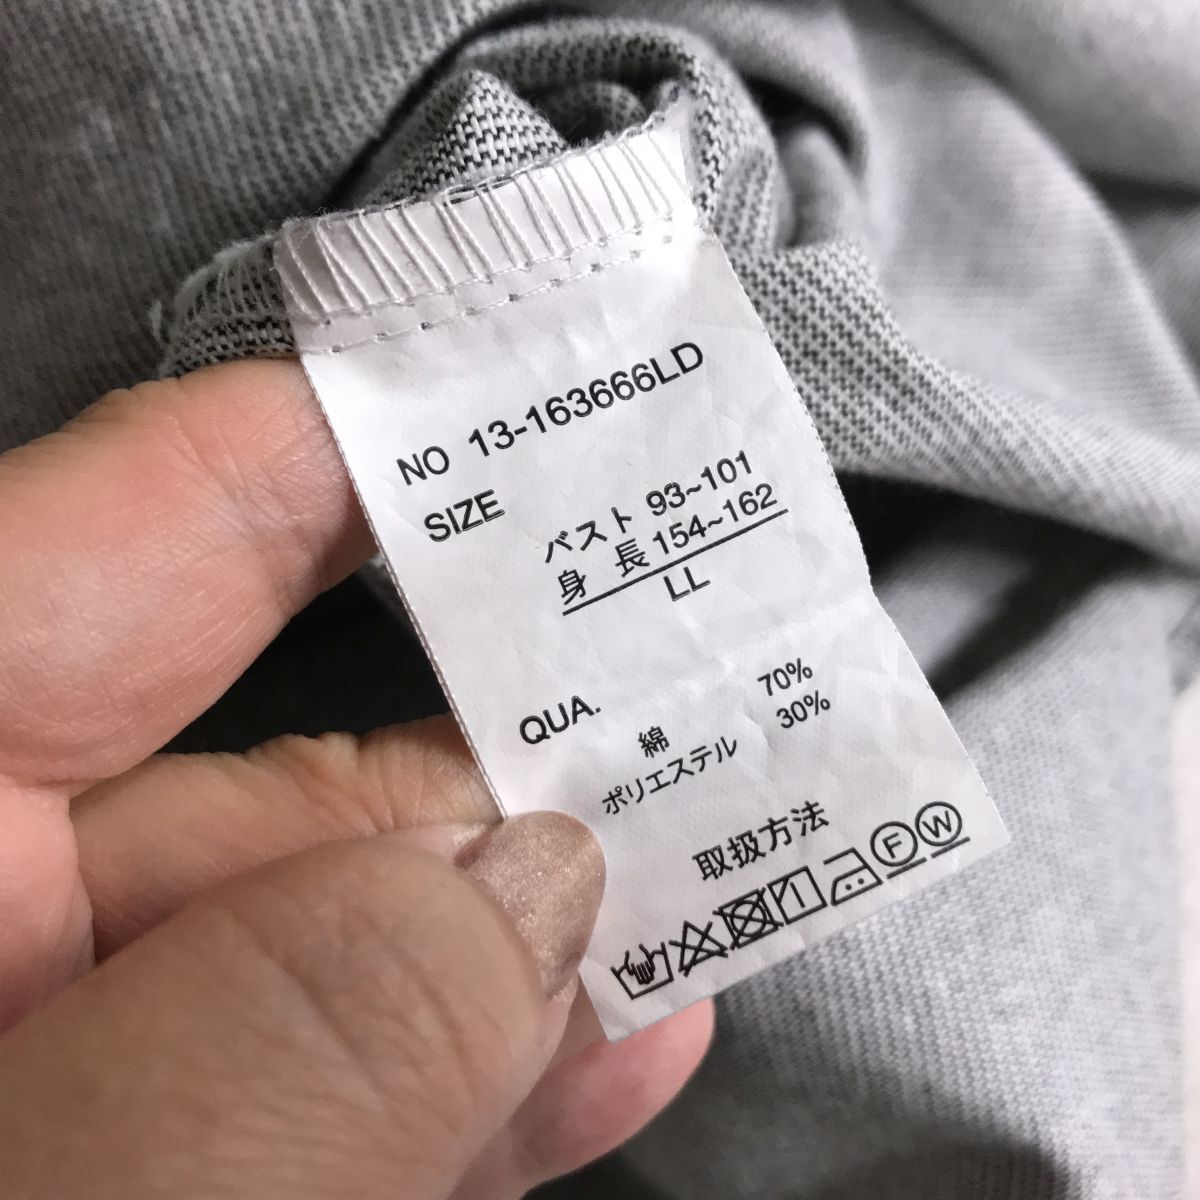 NO 13-163666LD
SIZE
バスト 93~101
身 長 154~162
LL
QUA.
綿 70%
ポリエステル 30%
取扱方法
F W